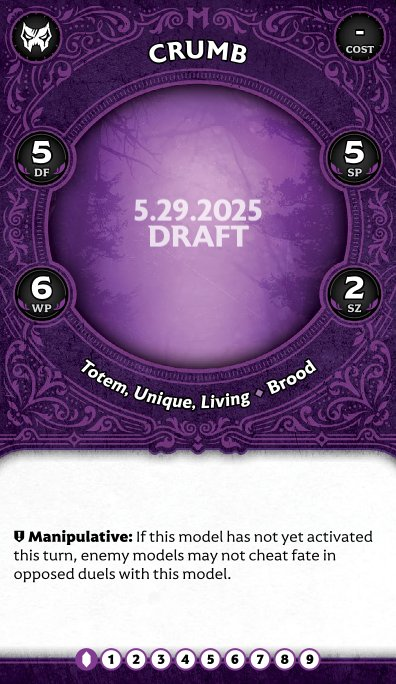 CRUMB
-
COST
5
DF
5
SP
5.29.2025
DRAFT
6
WP
2
SZ
Totem, Unique, Living ◆ Brood
Manipulative: If this model has not yet activated
this turn, enemy models may not cheat fate in
opposed duels with this model.
1 2 3 4 5 6 7 8 9